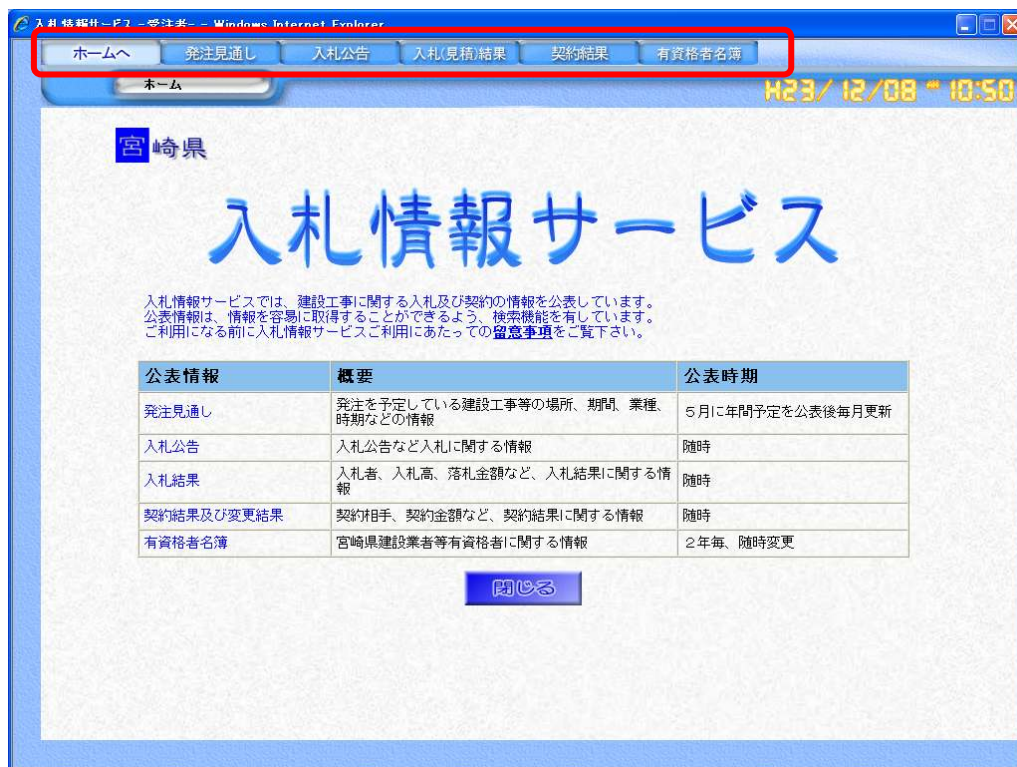 入札情報サービス -受注者- - Windows Internet Explorer
ホームへ 発注見通し 入札公告 入札(見積)結果 契約結果 有資格者名簿
ホーム
H23/12/08 AM 10:50
宮崎県
入札情報サービス
入札情報サービスでは、建設工事に関する入札及び契約の情報を公表しています。
公表情報は、情報を容易に取得することができるよう、検索機能を有しています。
ご利用になる前に入札情報サービスご利用にあたっての留意事項をご覧下さい。
公表情報 概要 公表時期
発注見通し 発注を予定している建設工事等の場所、期間、業種、時期などの情報 5月に年間予定を公表後毎月更新
入札公告 入札公告など入札に関する情報 随時
入札結果 入札者、入札高、落札金額など、入札結果に関する情報 随時
契約結果及び変更結果 契約相手、契約金額など、契約結果に関する情報 随時
有資格者名簿 宮崎県建設業者等有資格者に関する情報 2年毎、随時変更
閉じる